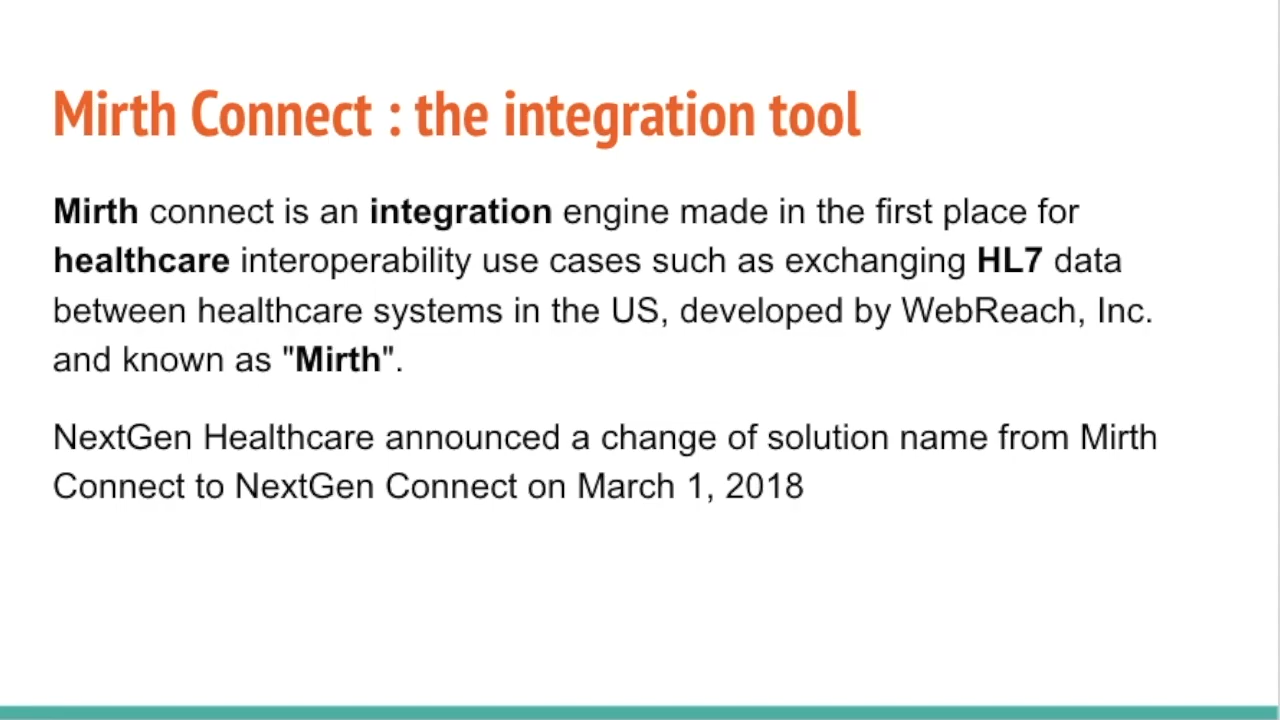 Mirth Connect : the integration tool
Mirth connect is an integration engine made in the first place for
healthcare interoperability use cases such as exchanging HL7 data
between healthcare systems in the US, developed by WebReach, Inc.
and known as "Mirth".
NextGen Healthcare announced a change of solution name from Mirth
Connect to NextGen Connect on March 1, 2018